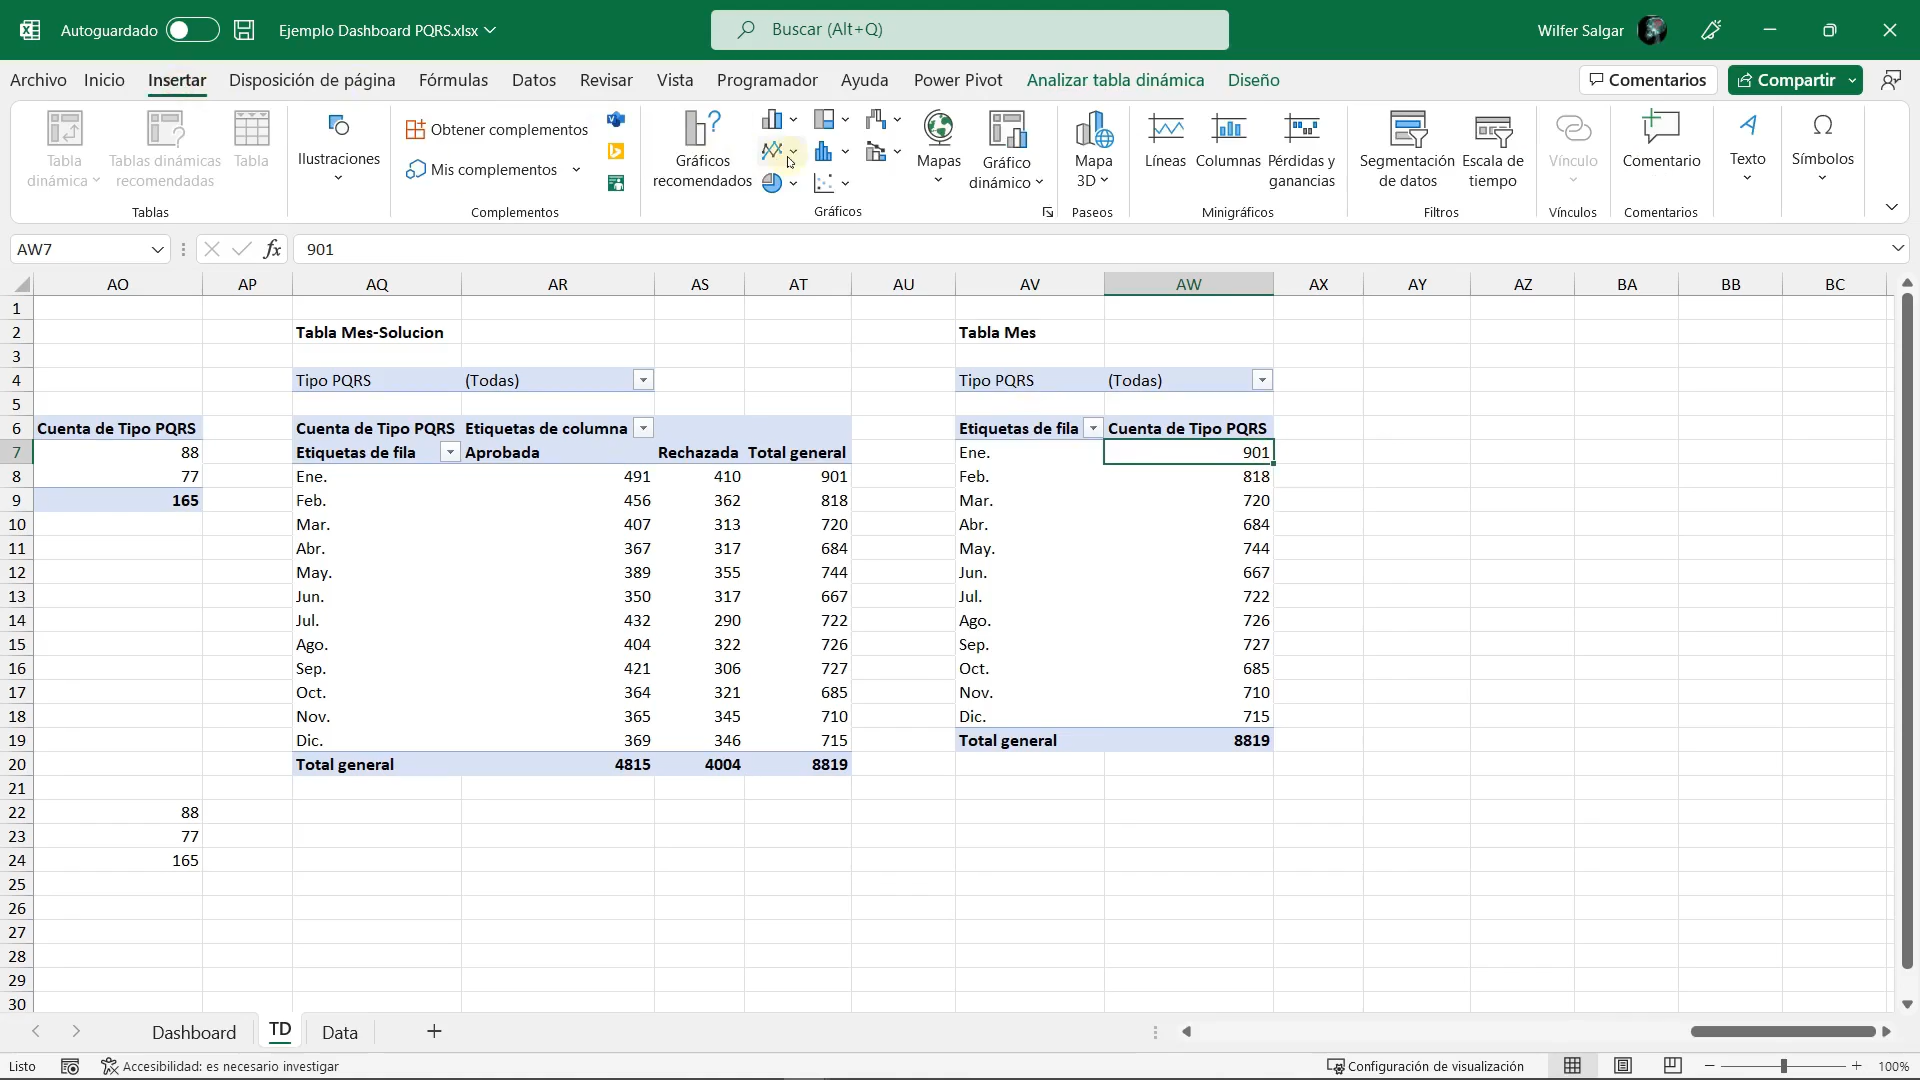 Autoguardado
Ejemplo Dashboard PQRS.xlsx
Buscar (Alt+Q)
Wilfer Salgar
Archivo Inicio Insertar Disposición de página Fórmulas Datos Revisar Vista Programador Ayuda Power Pivot Analizar tabla dinámica Diseño
Comentarios
Compartir
Tabla dinámica
Tablas dinámicas recomendadas
Tabla
Tablas
Ilustraciones
Obtener complementos
Mis complementos
Complementos
Gráficos recomendados
Mapas
Gráfico dinámico
Gráficos
Mapa 3D
Paseos
Líneas
Columnas
Pérdidas y ganancias
Minigráficos
Segmentación de datos
Escala de tiempo
Filtros
Vínculo
Vínculos
Comentario
Comentarios
Texto
Símbolos
AW7
fx
901
AO AP AQ AR AS AT AU AV AW AX AY AZ BA BB BC
1
2 Tabla Mes-Solucion Tabla Mes
3
4 Tipo PQRS (Todas) Tipo PQRS (Todas)
5
6 Cuenta de Tipo PQRS Cuenta de Tipo PQRS Etiquetas de columna Etiquetas de fila Cuenta de Tipo PQRS
7 88 Etiquetas de fila Aprobada Rechazada Total general Ene. 901
8 77 Ene. 491 410 901 Feb. 818
9 165 Feb. 456 362 818 Mar. 720
10 Mar. 407 313 720 Abr. 684
11 Abr. 367 317 684 May. 744
12 May. 389 355 744 Jun. 667
13 Jun. 350 317 667 Jul. 722
14 Jul. 432 290 722 Ago. 726
15 Ago. 404 322 726 Sep. 727
16 Sep. 421 306 727 Oct. 685
17 Oct. 364 321 685 Nov. 710
18 Nov. 365 345 710 Dic. 715
19 Dic. 369 346 715 Total general 8819
20 Total general 4815 4004 8819
21
22 88
23 77
24 165
25
26
27
28
29
30
Dashboard TD Data
Listo
Accesibilidad: es necesario investigar
Configuración de visualización
100%